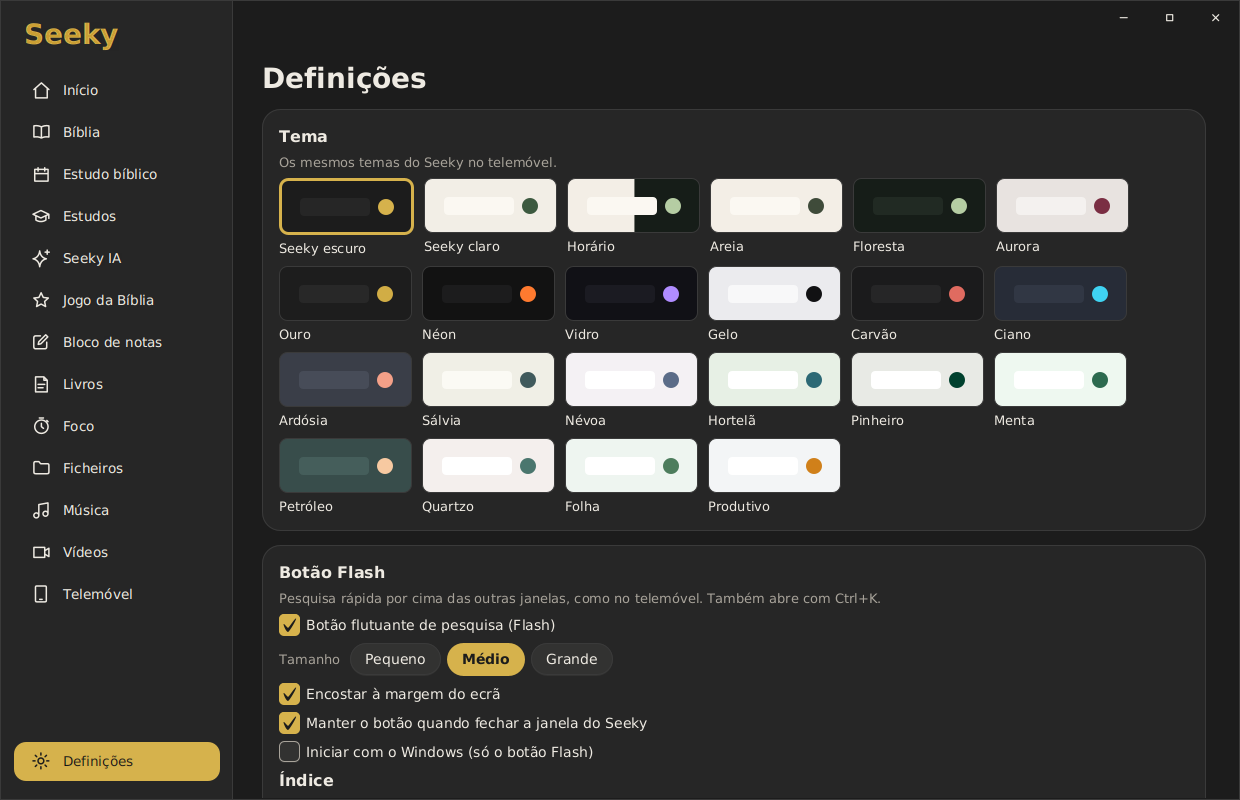 Seeky
Início
Bíblia
Estudo bíblico
Estudos
Seeky IA
Jogo da Bíblia
Bloco de notas
Livros
Foco
Ficheiros
Música
Vídeos
Telemóvel
Definições
Definições
Tema
Os mesmos temas do Seeky no telemóvel.
Seeky escuro
Seeky claro
Horário
Areia
Floresta
Aurora
Ouro
Néon
Vidro
Gelo
Carvão
Ciano
Ardósia
Sálvia
Névoa
Hortelã
Pinheiro
Menta
Petróleo
Quartzo
Folha
Produtivo
Botão Flash
Pesquisa rápida por cima das outras janelas, como no telemóvel. Também abre com Ctrl+K.
Botão flutuante de pesquisa (Flash)
Tamanho Pequeno Médio Grande
Encostar à margem do ecrã
Manter o botão quando fechar a janela do Seeky
Iniciar com o Windows (só o botão Flash)
Índice